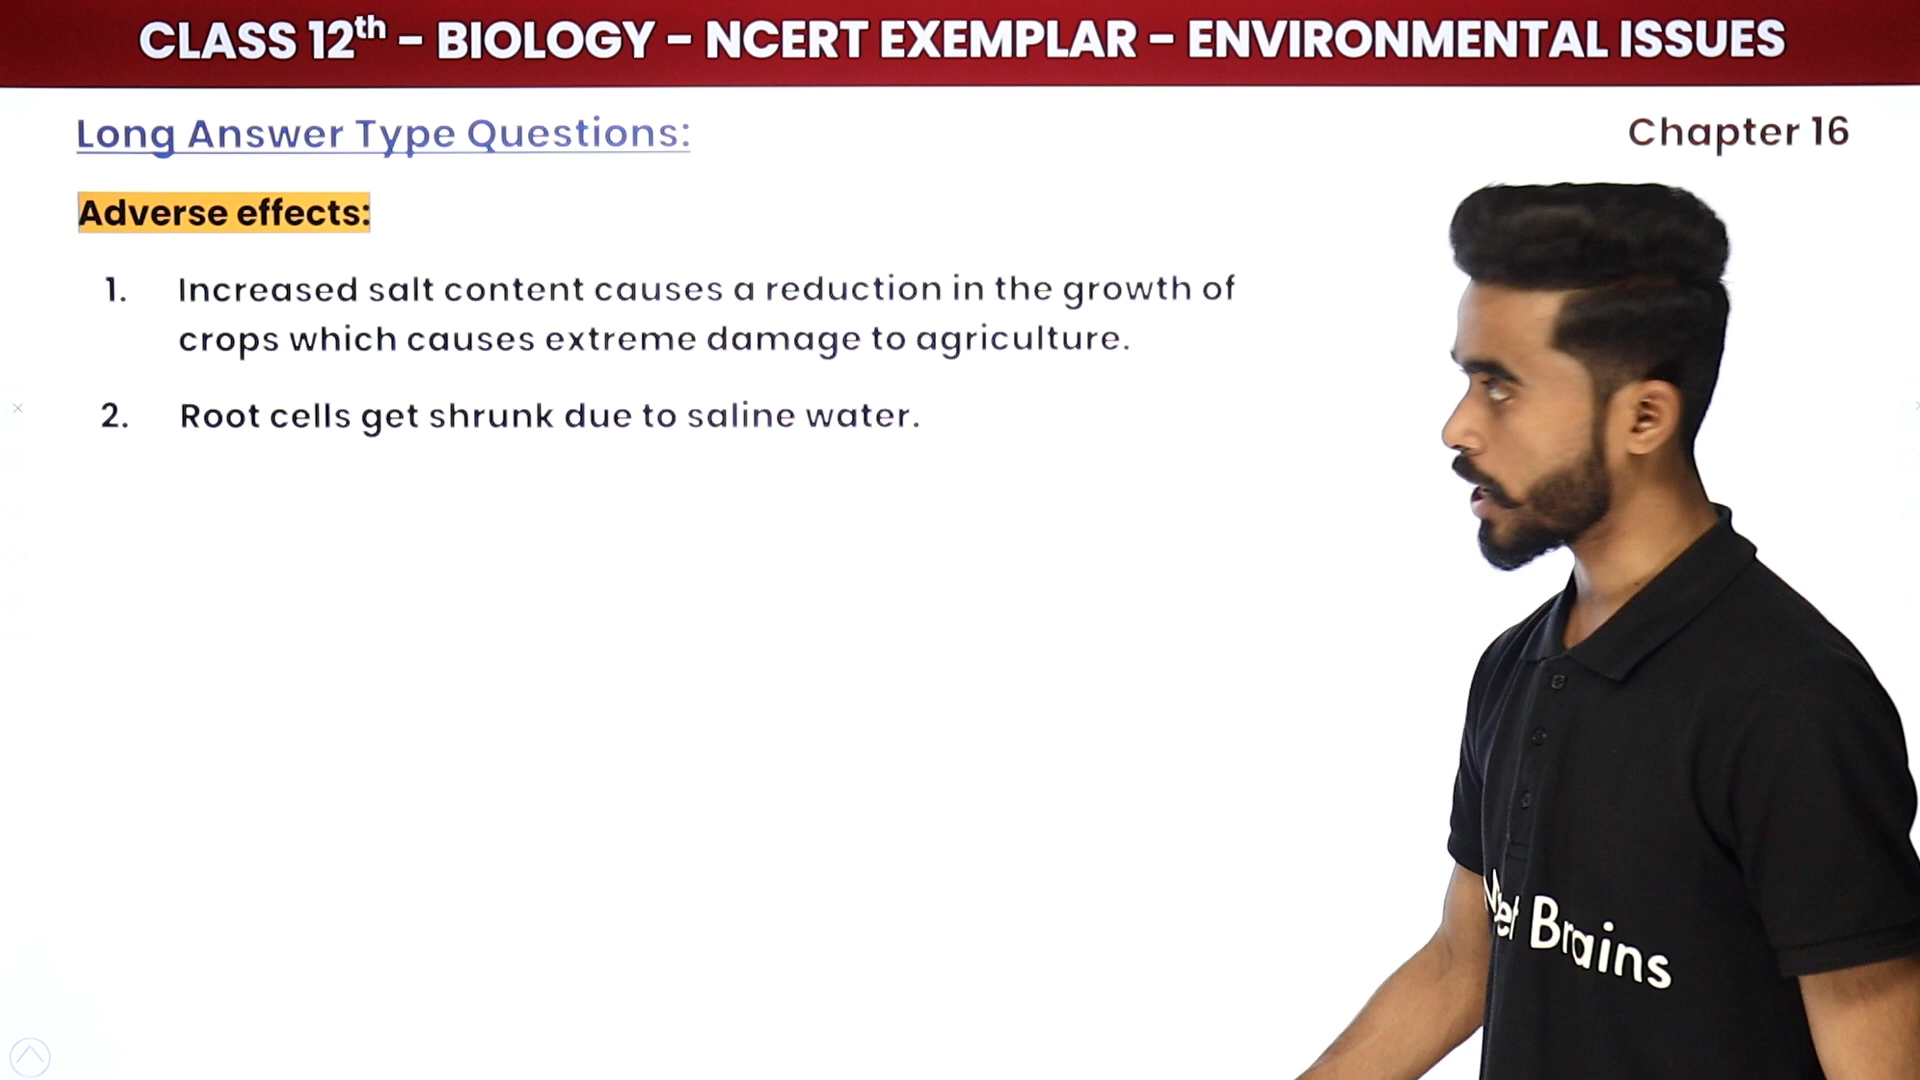 CLASS 12th - BIOLOGY - NCERT EXEMPLAR - ENVIRONMENTAL ISSUES
Long Answer Type Questions:
Chapter 16
Adverse effects:
1. Increased salt content causes a reduction in the growth of
crops which causes extreme damage to agriculture.
2. Root cells get shrunk due to saline water.
Brains